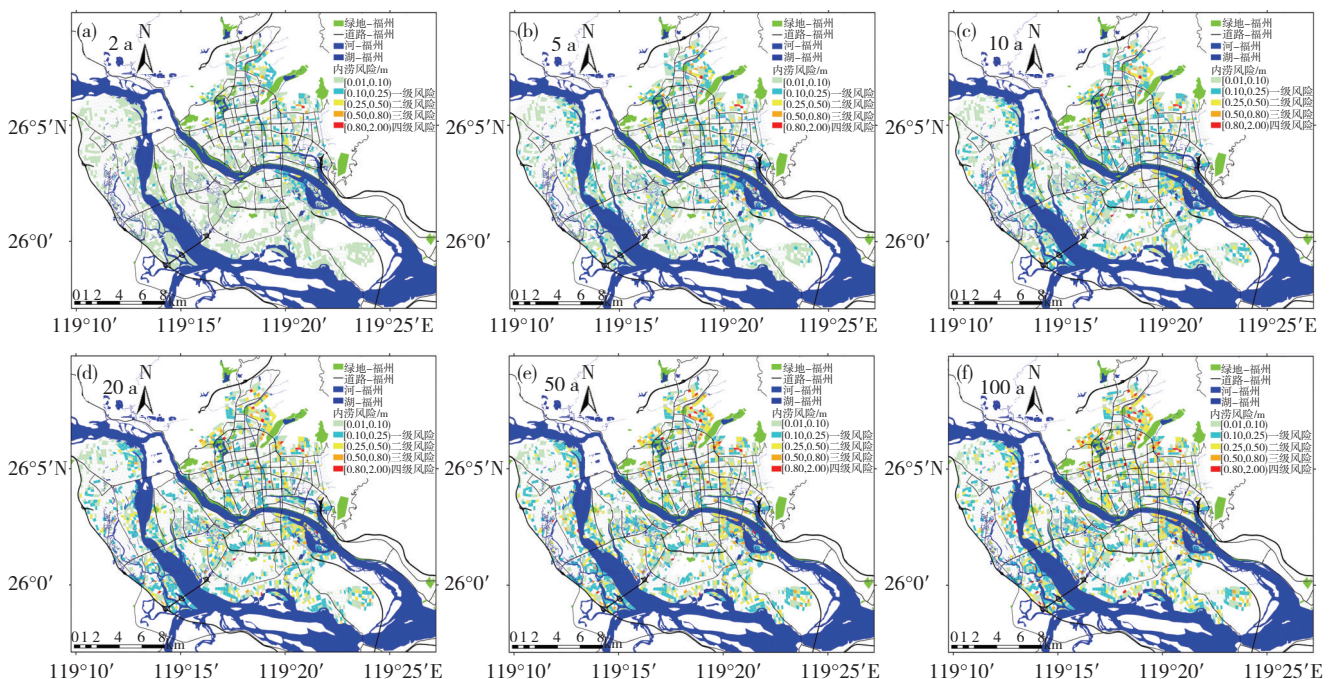 (a)
2 a
N
绿地-福州
道路-福州
河-福州
湖-福州
内涝风险/m
[0.01,0.10)
[0.10,0.25)一级风险
[0.25,0.50)二级风险
[0.50,0.80)三级风险
[0.80,2.00)四级风险
26°5′N
26°0′
0 1 2 4 6 8 km
119°10′ 119°15′ 119°20′ 119°25′E
(b)
5 a
N
绿地-福州
道路-福州
河-福州
湖-福州
内涝风险/m
[0.01,0.10)
[0.10,0.25)一级风险
[0.25,0.50)二级风险
[0.50,0.80)三级风险
[0.80,2.00)四级风险
26°5′N
26°0′
0 1 2 4 6 8 km
119°10′ 119°15′ 119°20′ 119°25′E
(c)
10 a
N
绿地-福州
道路-福州
河-福州
湖-福州
内涝风险/m
[0.01,0.10)
[0.10,0.25)一级风险
[0.25,0.50)二级风险
[0.50,0.80)三级风险
[0.80,2.00)四级风险
26°5′N
26°0′
0 1 2 4 6 8 km
119°10′ 119°15′ 119°20′ 119°25′E
(d)
20 a
N
绿地-福州
道路-福州
河-福州
湖-福州
内涝风险/m
[0.01,0.10)
[0.10,0.25)一级风险
[0.25,0.50)二级风险
[0.50,0.80)三级风险
[0.80,2.00)四级风险
26°5′N
26°0′
0 1 2 4 6 8 km
119°10′ 119°15′ 119°20′ 119°25′E
(e)
50 a
N
绿地-福州
道路-福州
河-福州
湖-福州
内涝风险/m
[0.01,0.10)
[0.10,0.25)一级风险
[0.25,0.50)二级风险
[0.50,0.80)三级风险
[0.80,2.00)四级风险
26°5′N
26°0′
0 1 2 4 6 8 km
119°10′ 119°15′ 119°20′ 119°25′E
(f)
100 a
N
绿地-福州
道路-福州
河-福州
湖-福州
内涝风险/m
[0.01,0.10)
[0.10,0.25)一级风险
[0.25,0.50)二级风险
[0.50,0.80)三级风险
[0.80,2.00)四级风险
26°5′N
26°0′
0 1 2 4 6 8 km
119°10′ 119°15′ 119°20′ 119°25′E